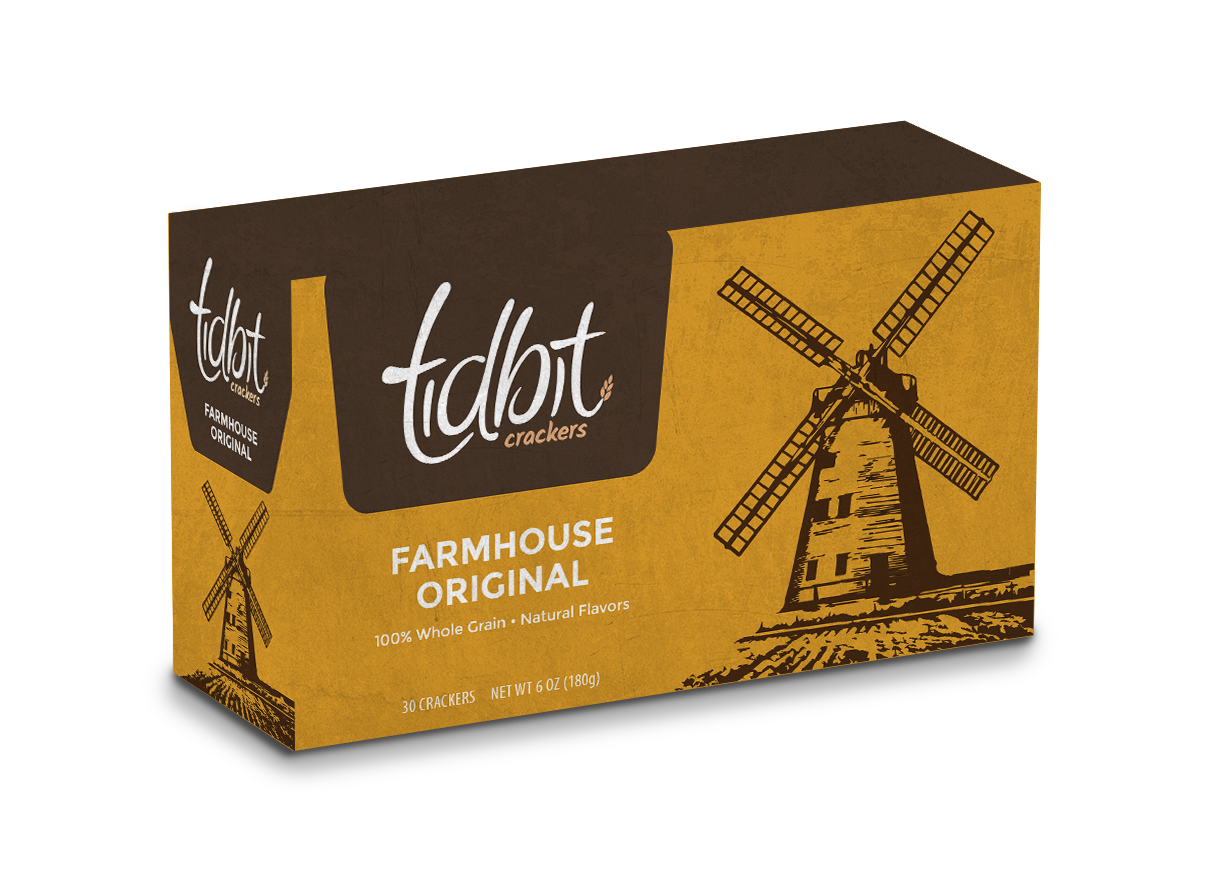 tidbit
crackers
FARMHOUSE
ORIGINAL
tidbit
crackers
FARMHOUSE
ORIGINAL
100% Whole Grain • Natural Flavors
30 CRACKERS NET WT 6 OZ (180g)